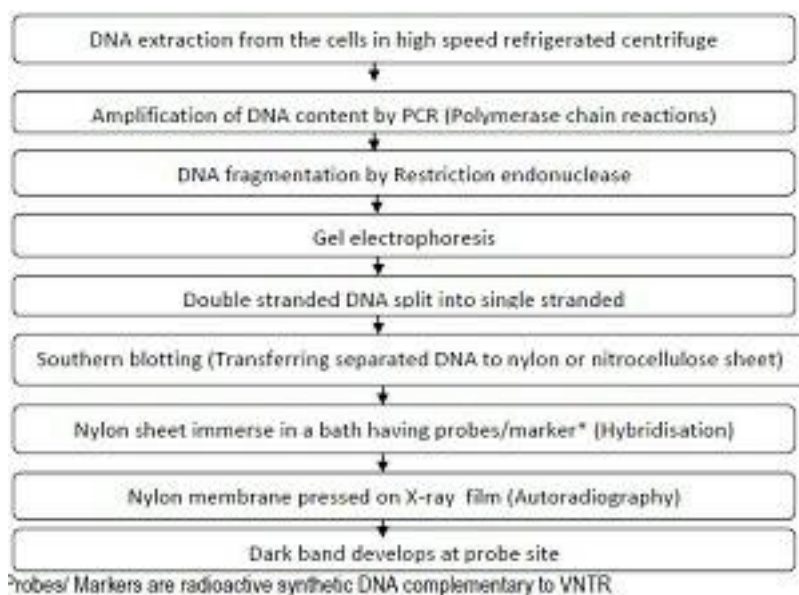 DNA extraction from the cells in high speed refrigerated centrifuge
Amplification of DNA content by PCR (Polymerase chain reactions)
DNA fragmentation by Restriction endonuclease
Gel electrophoresis
Double stranded DNA split into single stranded
Southern blotting (Transferring separated DNA to nylon or nitrocellulose sheet)
Nylon sheet immerse in a bath having probes/marker* (Hybridisation)
Nylon membrane pressed on X-ray film (Autoradiography)
Dark band develops at probe site
Probes/ Markers are radioactive synthetic DNA complementary to VNTR